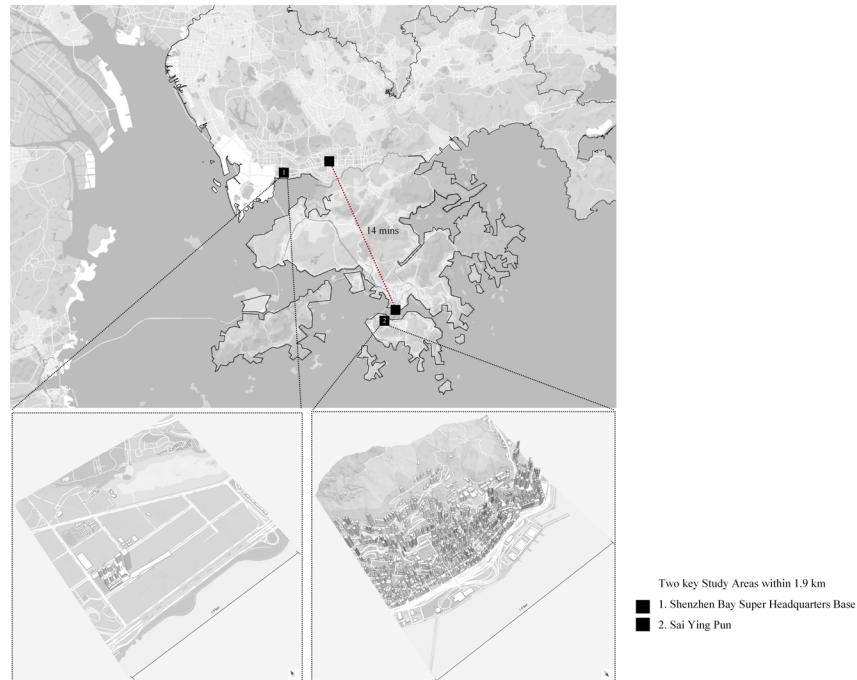 1
14 mins
2
Two key Study Areas within 1.9 km
1. Shenzhen Bay Super Headquarters Base
2. Sai Ying Pun